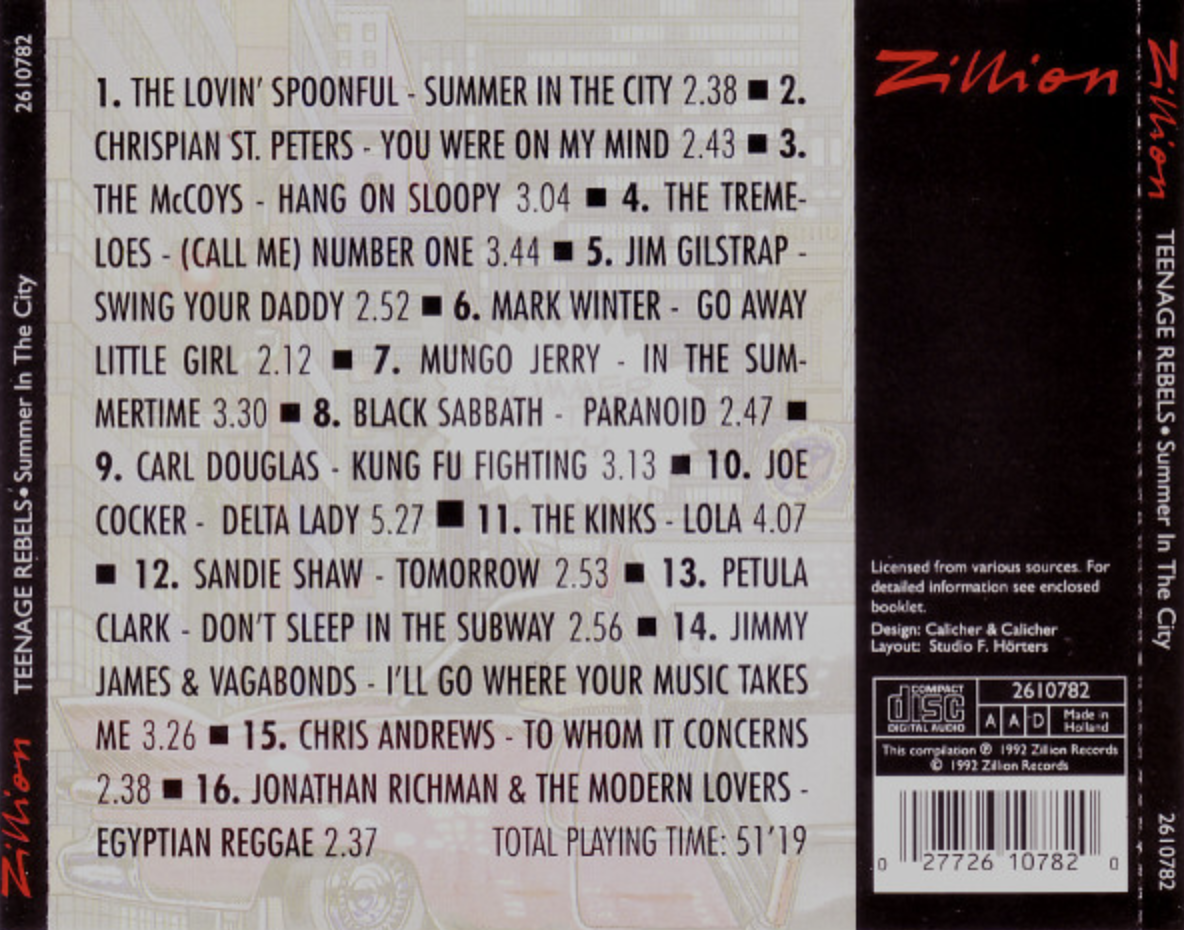 2610782
TEENAGE REBELS • Summer In The City
Zillion
1. THE LOVIN' SPOONFUL - SUMMER IN THE CITY 2.38 ■ 2.
CHRISPIAN ST. PETERS - YOU WERE ON MY MIND 2.43 ■ 3.
THE McCOYS - HANG ON SLOOPY 3.04 ■ 4. THE TREME-
LOES - (CALL ME) NUMBER ONE 3.44 ■ 5. JIM GILSTRAP -
SWING YOUR DADDY 2.52 ■ 6. MARK WINTER - GO AWAY
LITTLE GIRL 2.12 ■ 7. MUNGO JERRY - IN THE SUM-
MERTIME 3.30 ■ 8. BLACK SABBATH - PARANOID 2.47 ■
9. CARL DOUGLAS - KUNG FU FIGHTING 3.13 ■ 10. JOE
COCKER - DELTA LADY 5.27 ■ 11. THE KINKS - LOLA 4.07
■ 12. SANDIE SHAW - TOMORROW 2.53 ■ 13. PETULA
CLARK - DON'T SLEEP IN THE SUBWAY 2.56 ■ 14. JIMMY
JAMES & VAGABONDS - I'LL GO WHERE YOUR MUSIC TAKES
ME 3.26 ■ 15. CHRIS ANDREWS - TO WHOM IT CONCERNS
2.38 ■ 16. JONATHAN RICHMAN & THE MODERN LOVERS -
EGYPTIAN REGGAE 2.37 TOTAL PLAYING TIME: 51'19
SUMMER
CITY
Zillion
Licensed from various sources. For
detailed information see enclosed
booklet.
Design: Calicher & Calicher
Layout: Studio F. Hörters
COMPACT
disc
DIGITAL AUDIO
2610782
A A D
Made in
Holland
This compilation ℗ 1992 Zillion Records
© 1992 Zillion Records
0 27726 10782 0
Zillion
TEENAGE REBELS • Summer In The City
2610782